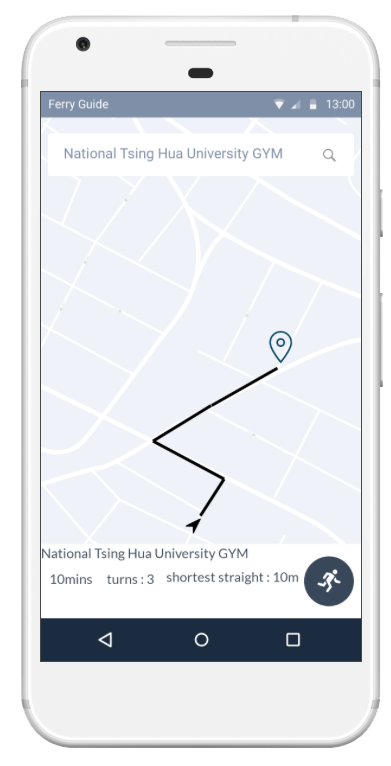 Ferry Guide 13:00
National Tsing Hua University GYM
National Tsing Hua University GYM
10mins turns : 3 shortest straight : 10m